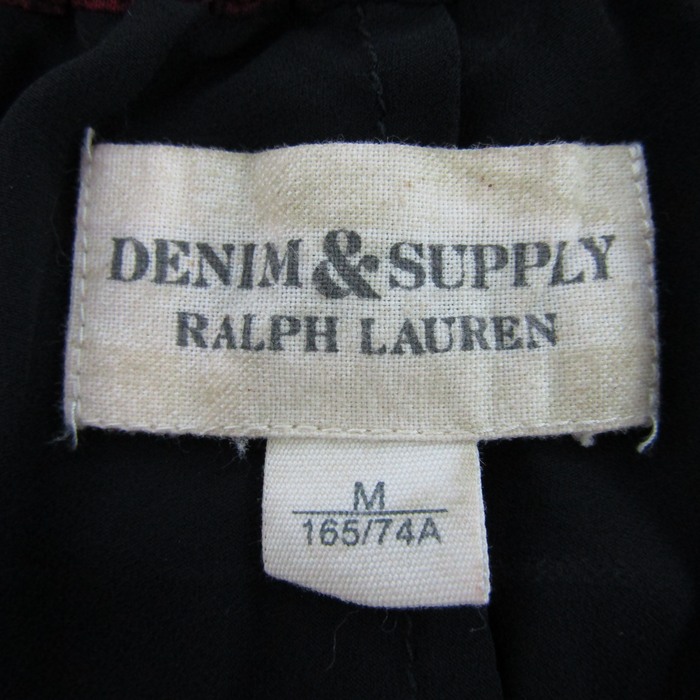 DENIM & SUPPLY
RALPH LAUREN
M
165/74A